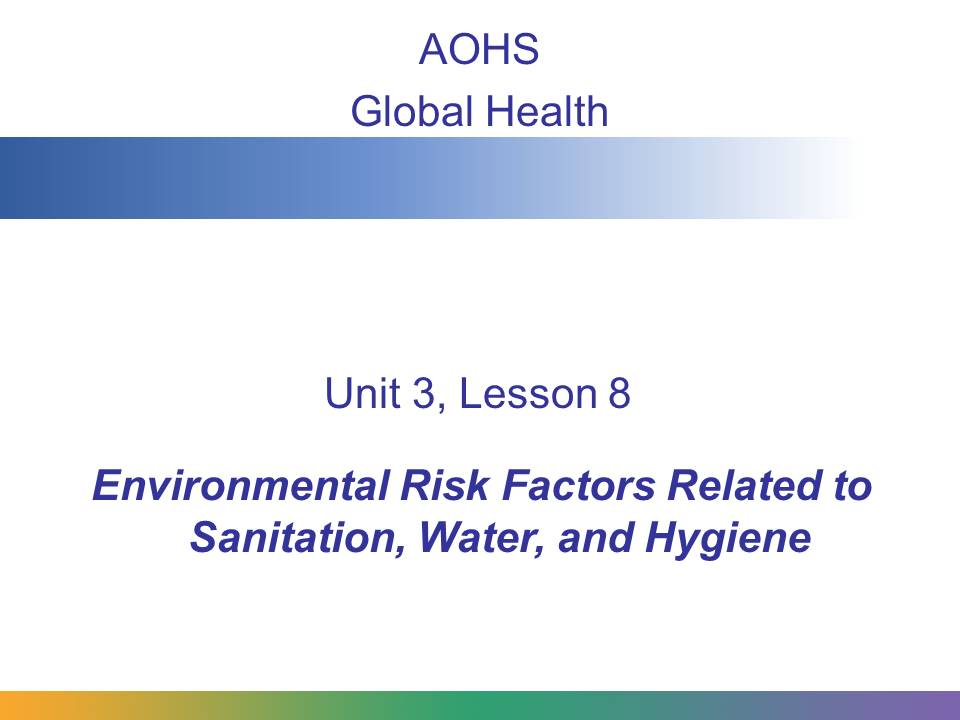 AOHS
Global Health
Unit 3, Lesson 8
Environmental Risk Factors Related to
Sanitation, Water, and Hygiene